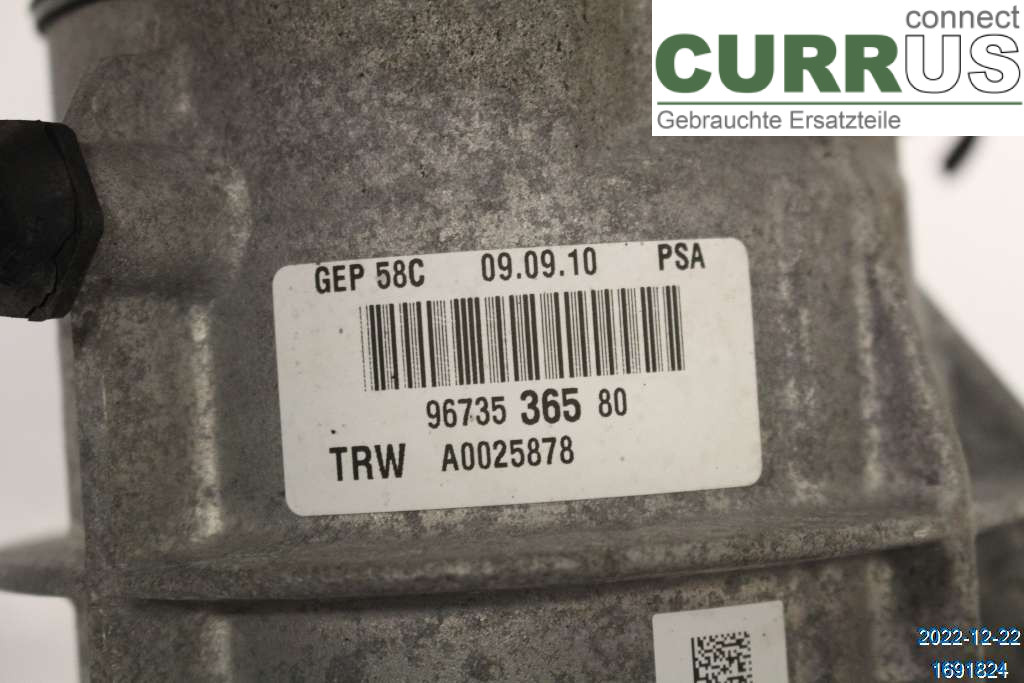 connect
CURRUS
Gebrauchte Ersatzteile
GEP 58C 09.09.10 PSA
96735 365 80
TRW A0025878
2022-12-22
1691824